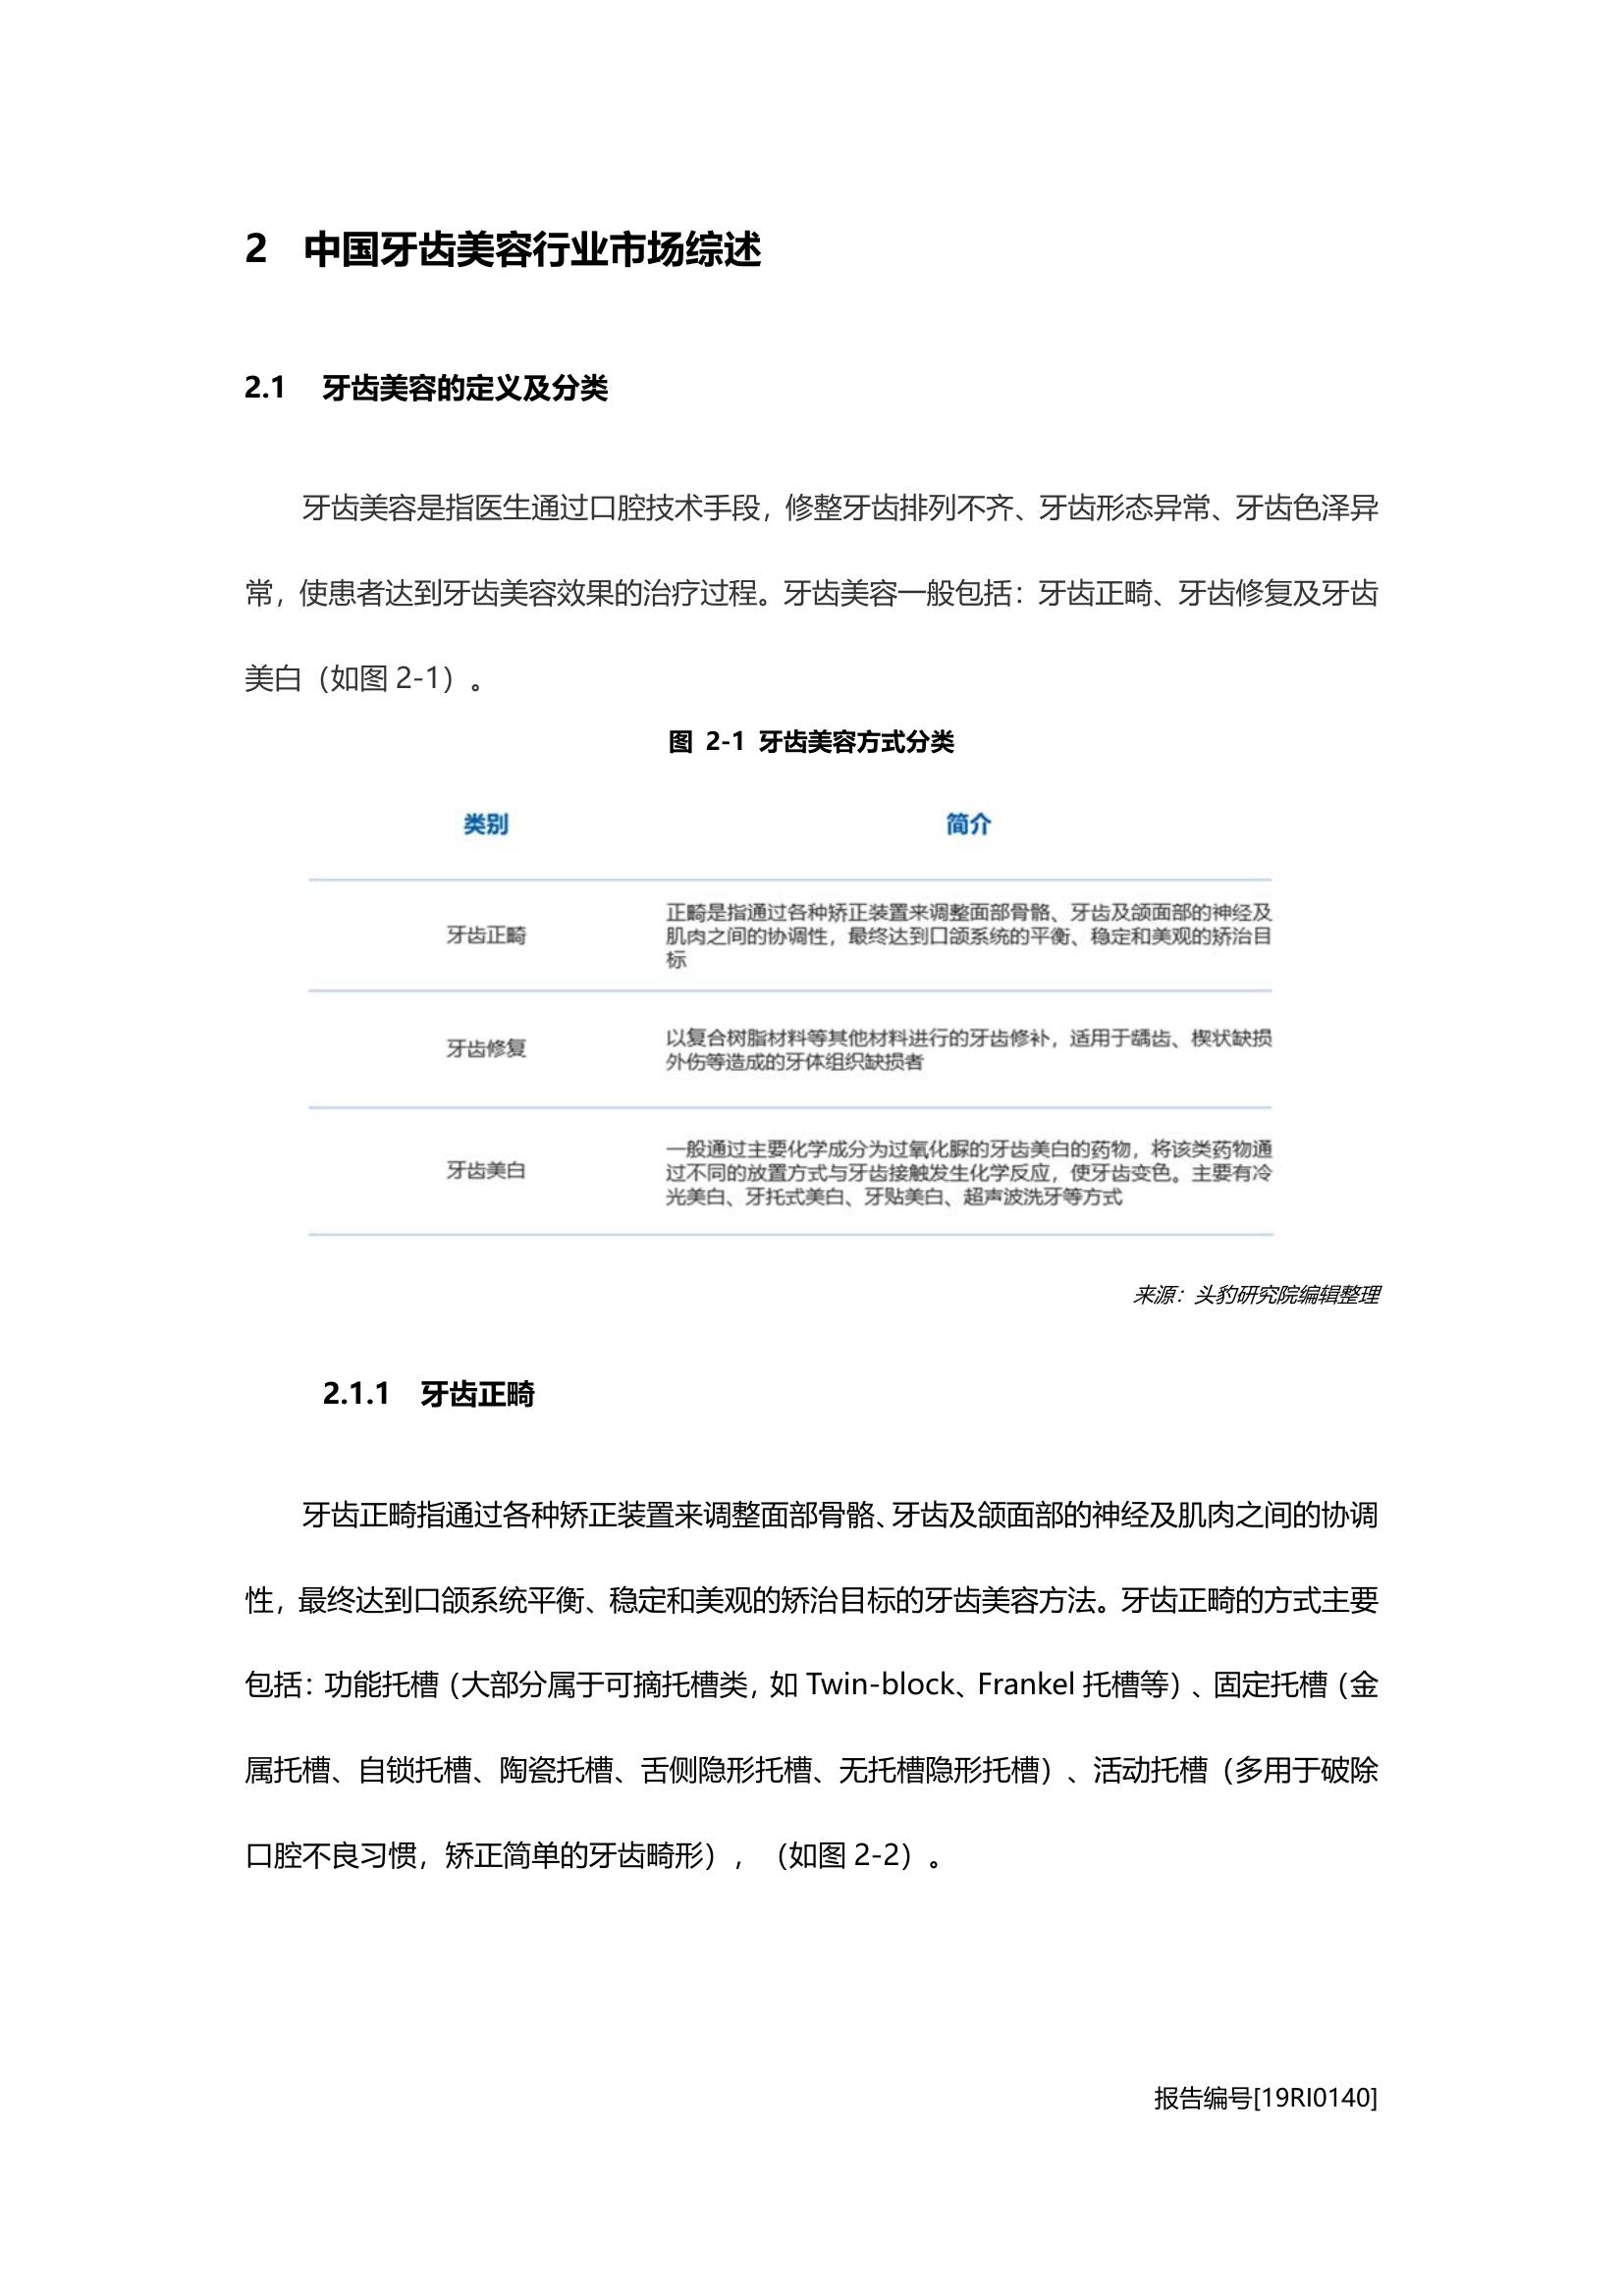 2 中国牙齿美容行业市场综述
2.1 牙齿美容的定义及分类
牙齿美容是指医生通过口腔技术手段，修整牙齿排列不齐、牙齿形态异常、牙齿色泽异
常，使患者达到牙齿美容效果的治疗过程。牙齿美容一般包括：牙齿正畸、牙齿修复及牙齿
美白（如图 2-1）。
图 2-1 牙齿美容方式分类
类别 简介
牙齿正畸
正畸是指通过各种矫正装置来调整面部骨骼、牙齿及颌面部的神经及
肌肉之间的协调性，最终达到口颌系统的平衡、稳定和美观的矫治目
标
牙齿修复
以复合树脂材料等其他材料进行的牙齿修补，适用于龋齿、楔状缺损
外伤等造成的牙体组织缺损者
牙齿美白
一般通过主要化学成分为过氧化脲的牙齿美白的药物，将该类药物通
过不同的放置方式与牙齿接触发生化学反应，使牙齿变色。主要有冷
光美白、牙托式美白、牙贴美白、超声波洗牙等方式
来源：头豹研究院编辑整理
2.1.1 牙齿正畸
牙齿正畸指通过各种矫正装置来调整面部骨骼、牙齿及颌面部的神经及肌肉之间的协调
性，最终达到口颌系统平衡、稳定和美观的矫治目标的牙齿美容方法。牙齿正畸的方式主要
包括：功能托槽（大部分属于可摘托槽类，如 Twin-block、Frankel 托槽等）、固定托槽（金
属托槽、自锁托槽、陶瓷托槽、舌侧隐形托槽、无托槽隐形托槽）、活动托槽（多用于破除
口腔不良习惯，矫正简单的牙齿畸形），（如图 2-2）。
报告编号[19RI0140]